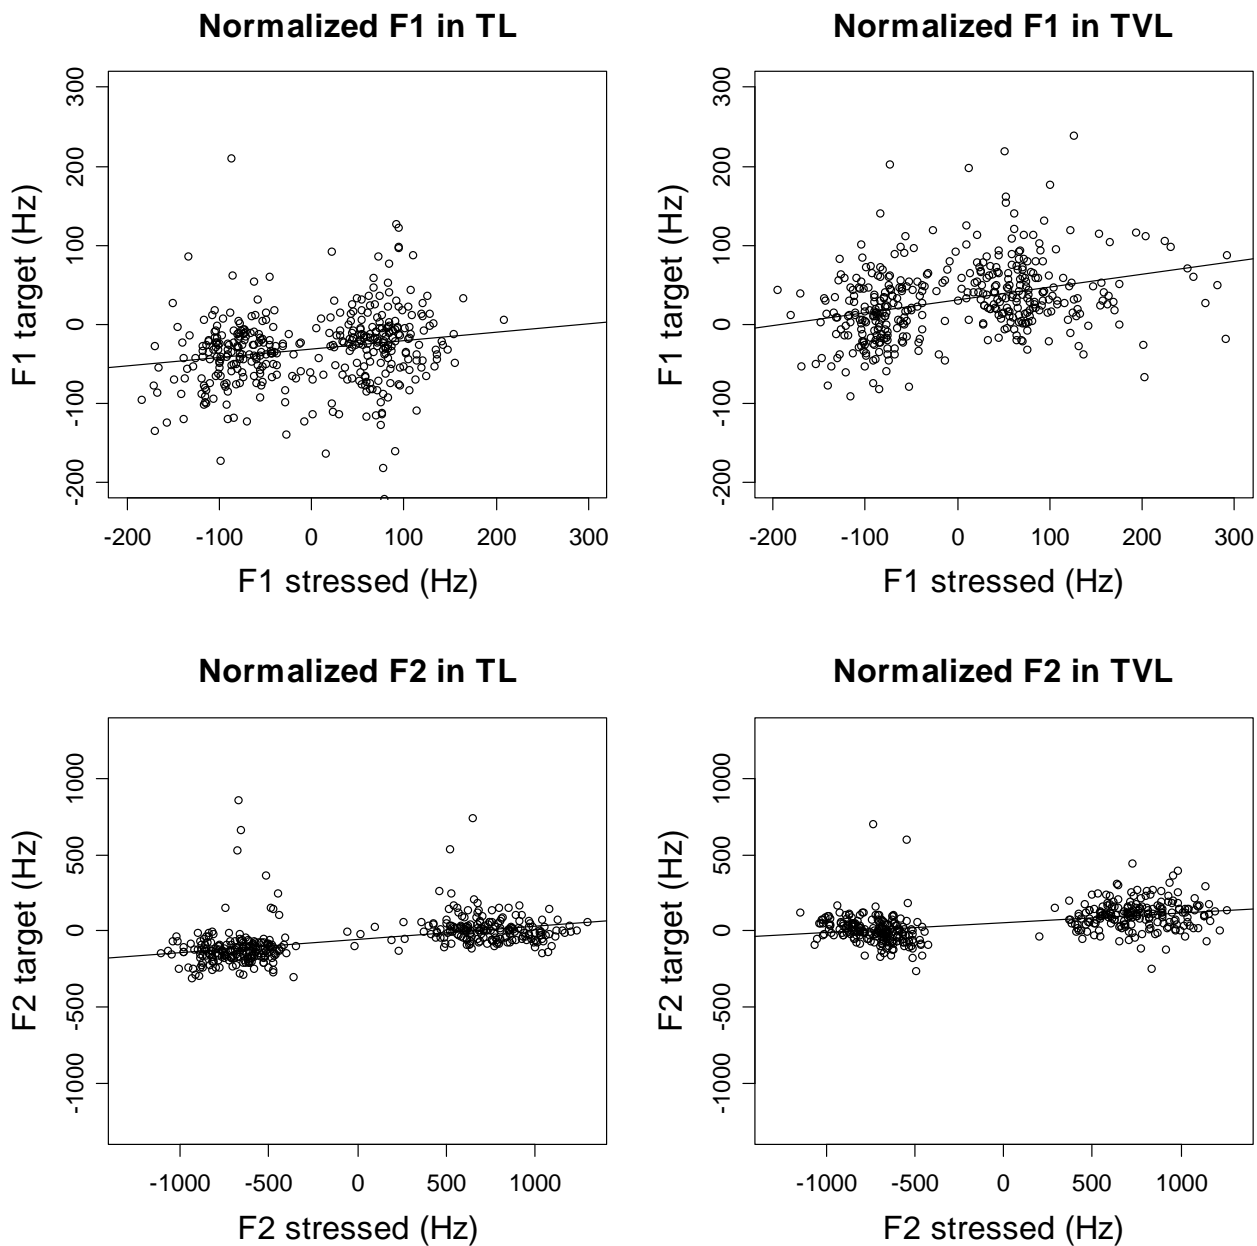 Normalized F1 in TL
300
200
100
0
-100
-200
F1 target (Hz)
-200 -100 0 100 200 300
F1 stressed (Hz)
Normalized F1 in TVL
300
200
100
0
-100
-200
F1 target (Hz)
-200 -100 0 100 200 300
F1 stressed (Hz)
Normalized F2 in TL
1000
500
0
-5000
-1000
F2 target (Hz)
-1000 -500 0 500 1000
F2 stressed (Hz)
Normalized F2 in TVL
1000
500
0
-5000
-1000
F2 target (Hz)
-1000 -500 0 500 1000
F2 stressed (Hz)